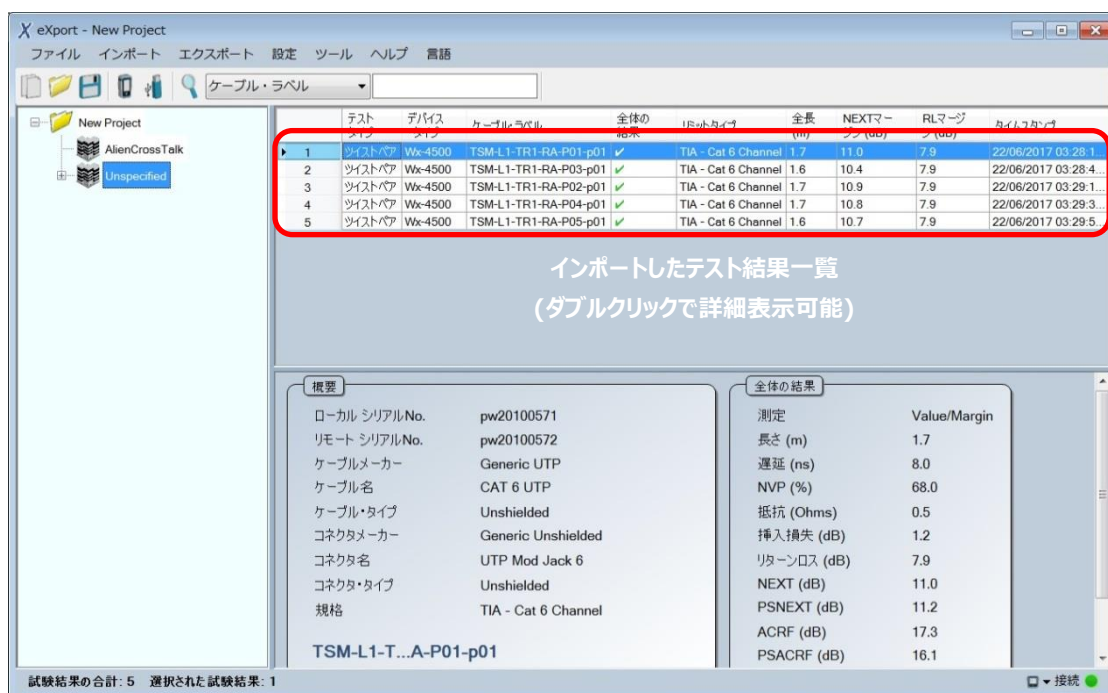 eXport - New Project
ファイル インポート エクスポート 設定 ツール ヘルプ 言語
ケーブル・ラベル
New Project
AlienCrossTalk
Unspecified
テスト タイプ デバイス タイプ ケーブル・ラベル 全体の 結果 リミットタイプ 全長 (m) NEXTマージン (dB) RLマージン (dB) タイムスタンプ
1 ツイストペア Wx-4500 TSM-L1-TR1-RA-P01-p01 ✔ TIA - Cat 6 Channel 1.7 11.0 7.9 22/06/2017 03:28:1...
2 ツイストペア Wx-4500 TSM-L1-TR1-RA-P03-p01 ✔ TIA - Cat 6 Channel 1.6 10.4 7.9 22/06/2017 03:28:4...
3 ツイストペア Wx-4500 TSM-L1-TR1-RA-P02-p01 ✔ TIA - Cat 6 Channel 1.7 10.9 7.9 22/06/2017 03:29:1...
4 ツイストペア Wx-4500 TSM-L1-TR1-RA-P04-p01 ✔ TIA - Cat 6 Channel 1.7 10.8 7.9 22/06/2017 03:29:3...
5 ツイストペア Wx-4500 TSM-L1-TR1-RA-P05-p01 ✔ TIA - Cat 6 Channel 1.6 10.7 7.9 22/06/2017 03:29:5...
インポートしたテスト結果一覧
(ダブルクリックで詳細表示可能)
概要
ローカル シリアルNo. pw20100571
リモート シリアルNo. pw20100572
ケーブルメーカー Generic UTP
ケーブル名 CAT 6 UTP
ケーブル・タイプ Unshielded
コネクタメーカー Generic Unshielded
コネクタ名 UTP Mod Jack 6
コネクタ・タイプ Unshielded
規格 TIA - Cat 6 Channel
TSM-L1-T...A-P01-p01
全体の結果
測定 Value/Margin
長さ (m) 1.7
遅延 (ns) 8.0
NVP (%) 68.0
抵抗 (Ohms) 0.5
挿入損失 (dB) 1.2
リターンロス (dB) 7.9
NEXT (dB) 11.0
PSNEXT (dB) 11.2
ACRF (dB) 17.3
PSACRF (dB) 16.1
試験結果の合計: 5 選択された試験結果: 1
接続